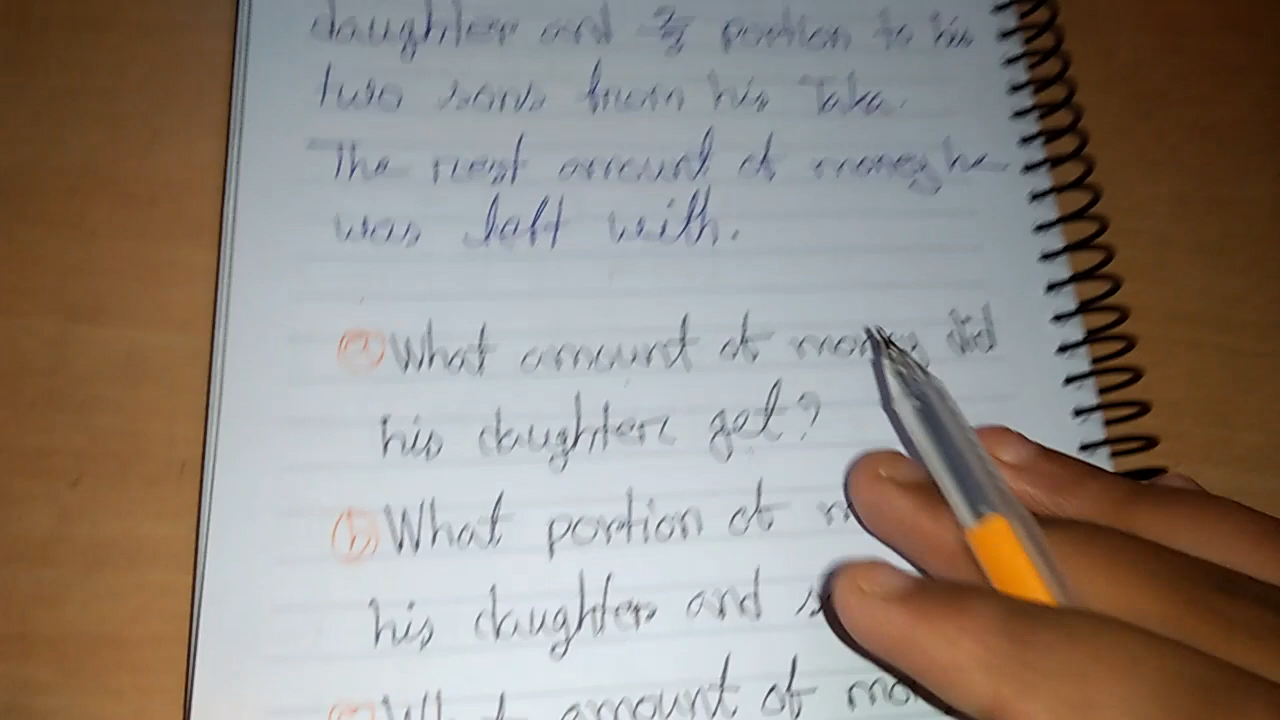 daughter and portion to his
two sons from his Taka.
The rest amount of money he
was left with.
(a) What amount of money did
his daughter get?
(b) What portion of
his daughter and
What amount of